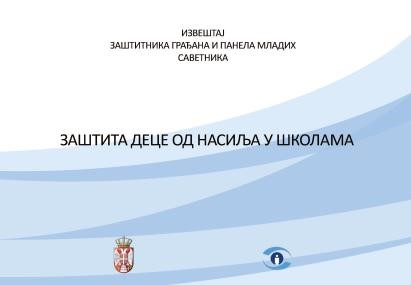 ИЗВЕШТАЈ
ЗАШТИТНИКА ГРАЂАНА И ПАНЕЛА МЛАДИХ
САВЕТНИКА
ЗАШТИТА ДЕЦЕ ОД НАСИЉА У ШКОЛАМА